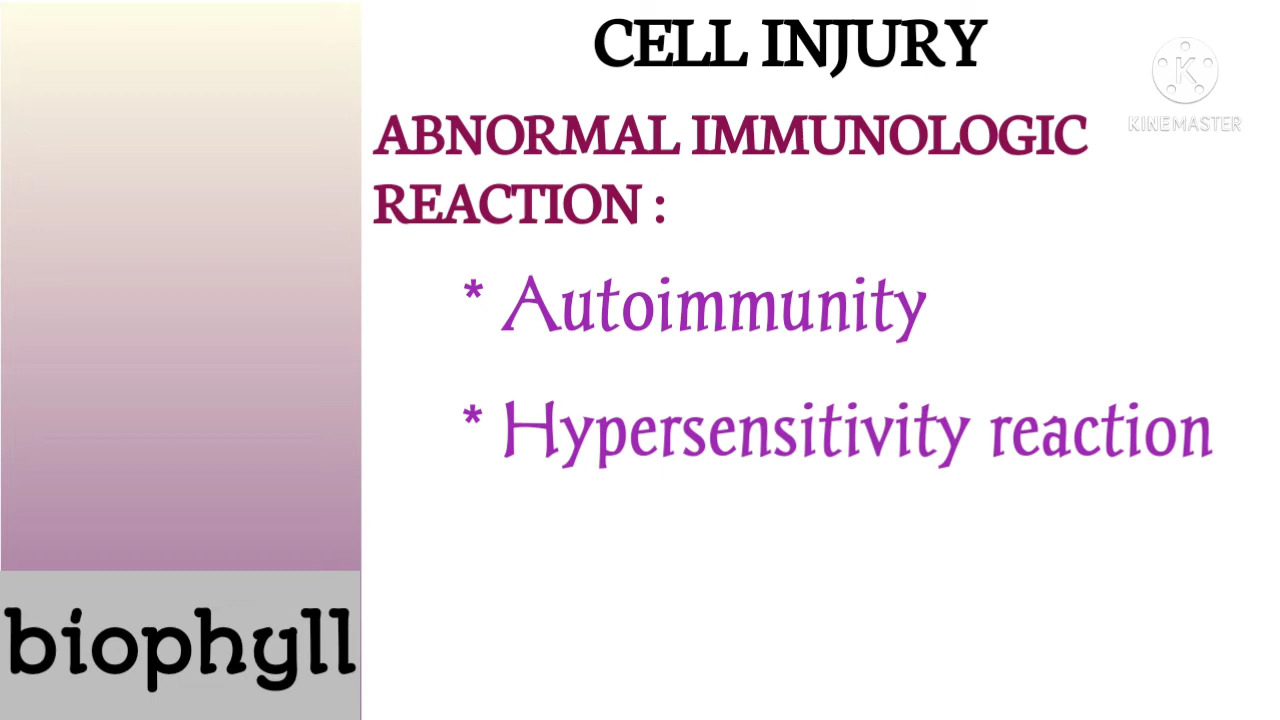 CELL INJURY
KINEMASTER
ABNORMAL IMMUNOLOGIC
REACTION :
* Autoimmunity
* Hypersensitivity reaction
biophyll